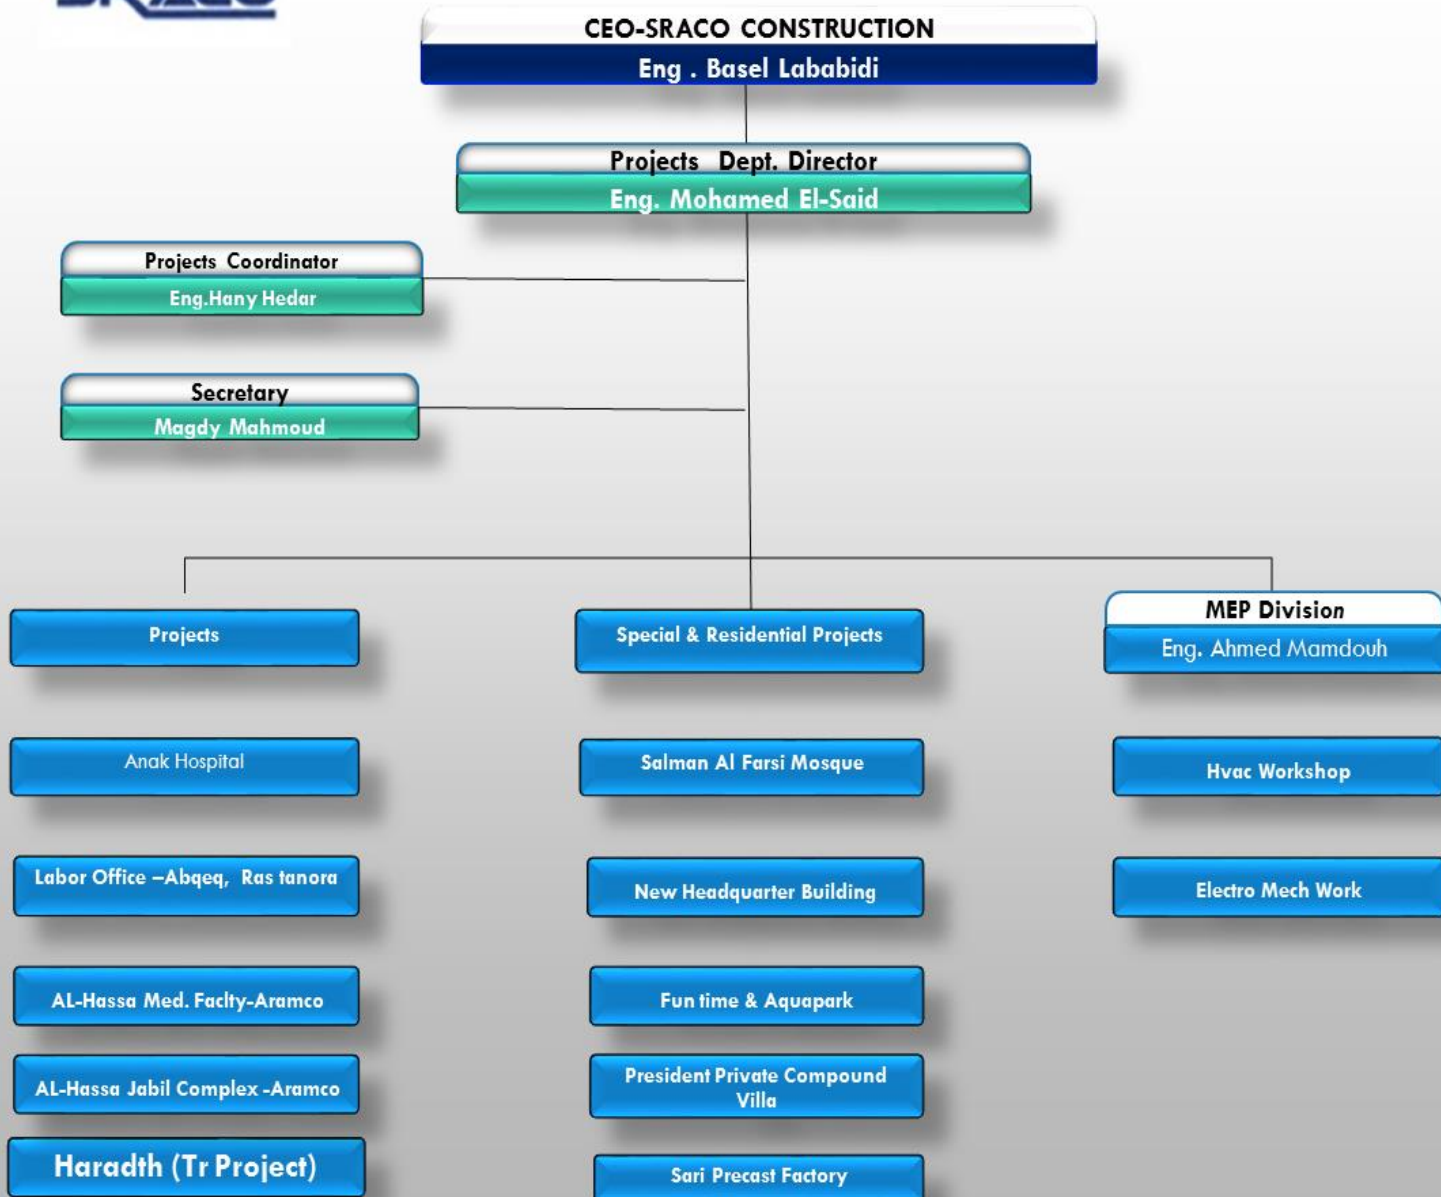 CEO-SRACO CONSTRUCTION
Eng . Basel Lababidi
Projects Dept. Director
Eng. Mohamed El-Said
Projects Coordinator
Eng.Hany Hedar
Secretary
Magdy Mahmoud
Projects
Anak Hospital
Labor Office –Abqeq, Ras tanora
AL-Hassa Med. Faclty-Aramco
AL-Hassa Jabil Complex -Aramco
Haradth (Tr Project)
Special & Residential Projects
Salman Al Farsi Mosque
New Headquarter Building
Fun time & Aquapark
President Private Compound
Villa
Sari Precast Factory
MEP Division
Eng. Ahmed Mamdouh
Hvac Workshop
Electro Mech Work